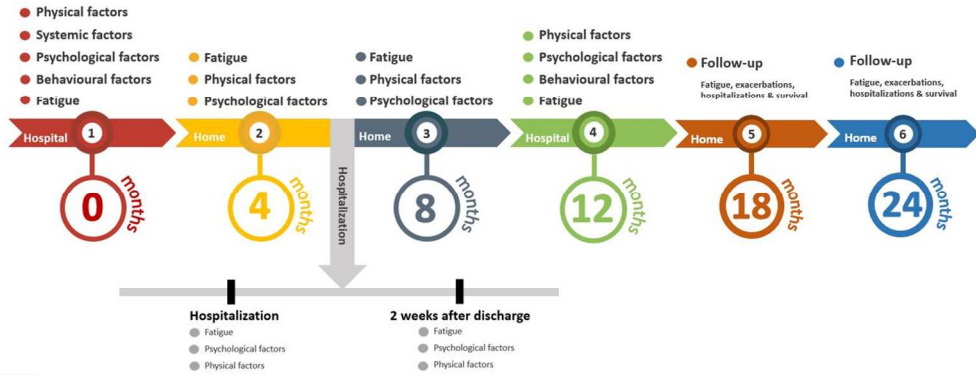 Physical factors
Systemic factors
Psychological factors
Behavioural factors
Fatigue
Hospital
1
0
months
Fatigue
Physical factors
Psychological factors
Home
2
4
months
Hospitalization
Fatigue
Physical factors
Psychological factors
Home
3
8
months
Physical factors
Psychological factors
Behavioural factors
Fatigue
Hospital
4
12
months
Follow-up
Fatigue, exacerbations,
hospitalizations & survival
Home
5
18
months
Follow-up
Fatigue, exacerbations,
hospitalizations & survival
Home
6
24
months
Hospitalization
Fatigue
Psychological factors
Physical factors
2 weeks after discharge
Fatigue
Psychological factors
Physical factors